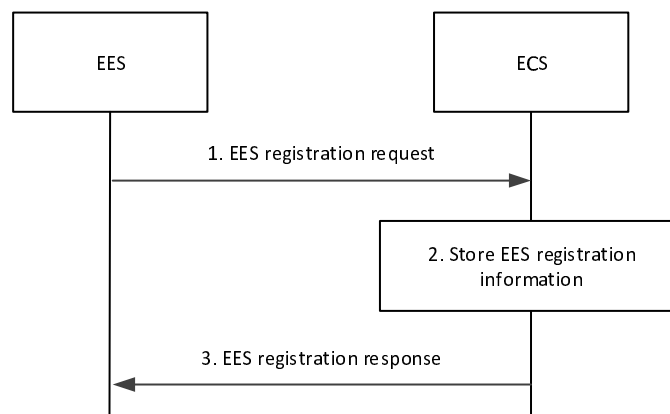 EES
ECS
1. EES registration request
2. Store EES registration
information
3. EES registration response